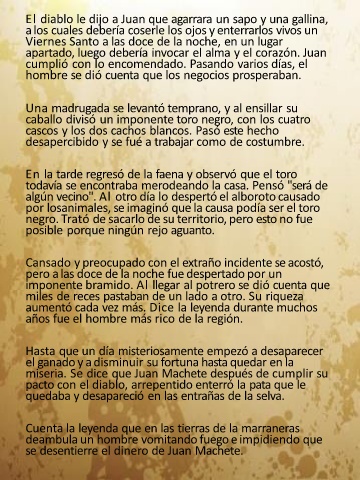 El diablo le dijo a Juan que agarrara un sapo y una gallina,
a los cuales debería coserle los ojos y enterrarlos vivos un
Viernes Santo a las doce de la noche, en un lugar
apartado, luego debería invocar el alma y el corazón. Juan
cumplió con lo encomendado. Pasando varios días, el
hombre se dió cuenta que los negocios prosperaban.
Una madrugada se levantó temprano, y al ensillar su
caballo divisó un imponente toro negro, con los cuatro
cascos y los dos cachos blancos. Pasó este hecho
desapercibido y se fué a trabajar como de costumbre.
En la tarde regresó de la faena y observó que el toro
todavía se encontraba merodeando la casa. Pensó "será de
algún vecino". Al otro día lo despertó el alboroto causado
por losanimales, se imaginó que la causa podía ser el toro
negro. Trató de sacarlo de su territorio, pero esto no fue
posible porque ningún rejo aguanto.
Cansado y preocupado con el extraño incidente se acostó,
pero a las doce de la noche fue despertado por un
imponente bramido. Al llegar al potrero se dió cuenta que
miles de reces pastaban de un lado a otro. Su riqueza
aumentó cada vez más. Dice la leyenda durante muchos
años fue el hombre más rico de la región.
Hasta que un día misteriosamente empezó a desaparecer
el ganado y a disminuir su fortuna hasta quedar en la
miseria. Se dice que Juan Machete después de cumplir su
pacto con el diablo, arrepentido enterró la pata que le
quedaba y desapareció en las entrañas de la selva.
Cuenta la leyenda que en las tierras de la marraneras
deambula un hombre vomitando fuego e impidiendo que
se desentierre el dinero de Juan Machete.